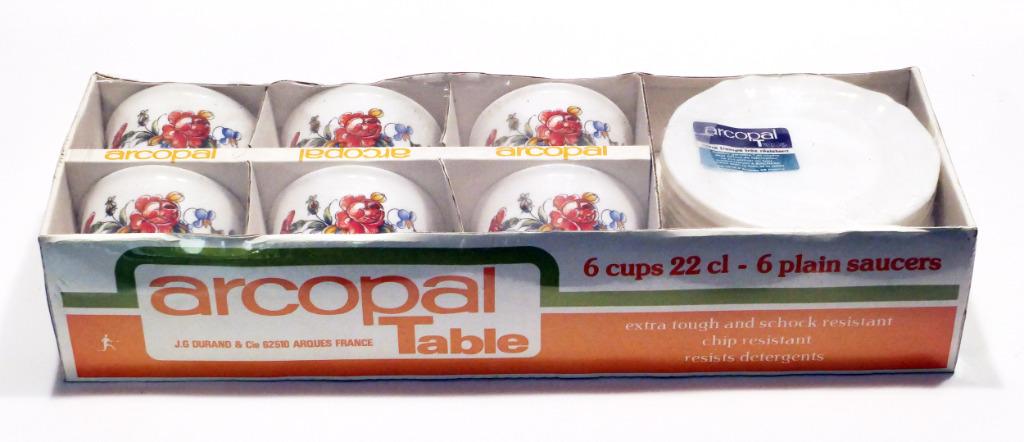 arcopal
arcopal
arcopal
arcopal
6 cups 22 cl - 6 plain saucers
arcopal
Table
J.G DURAND & Cie 62510 ARQUES FRANCE
extra tough and schock resistant
chip resistant
resists detergents